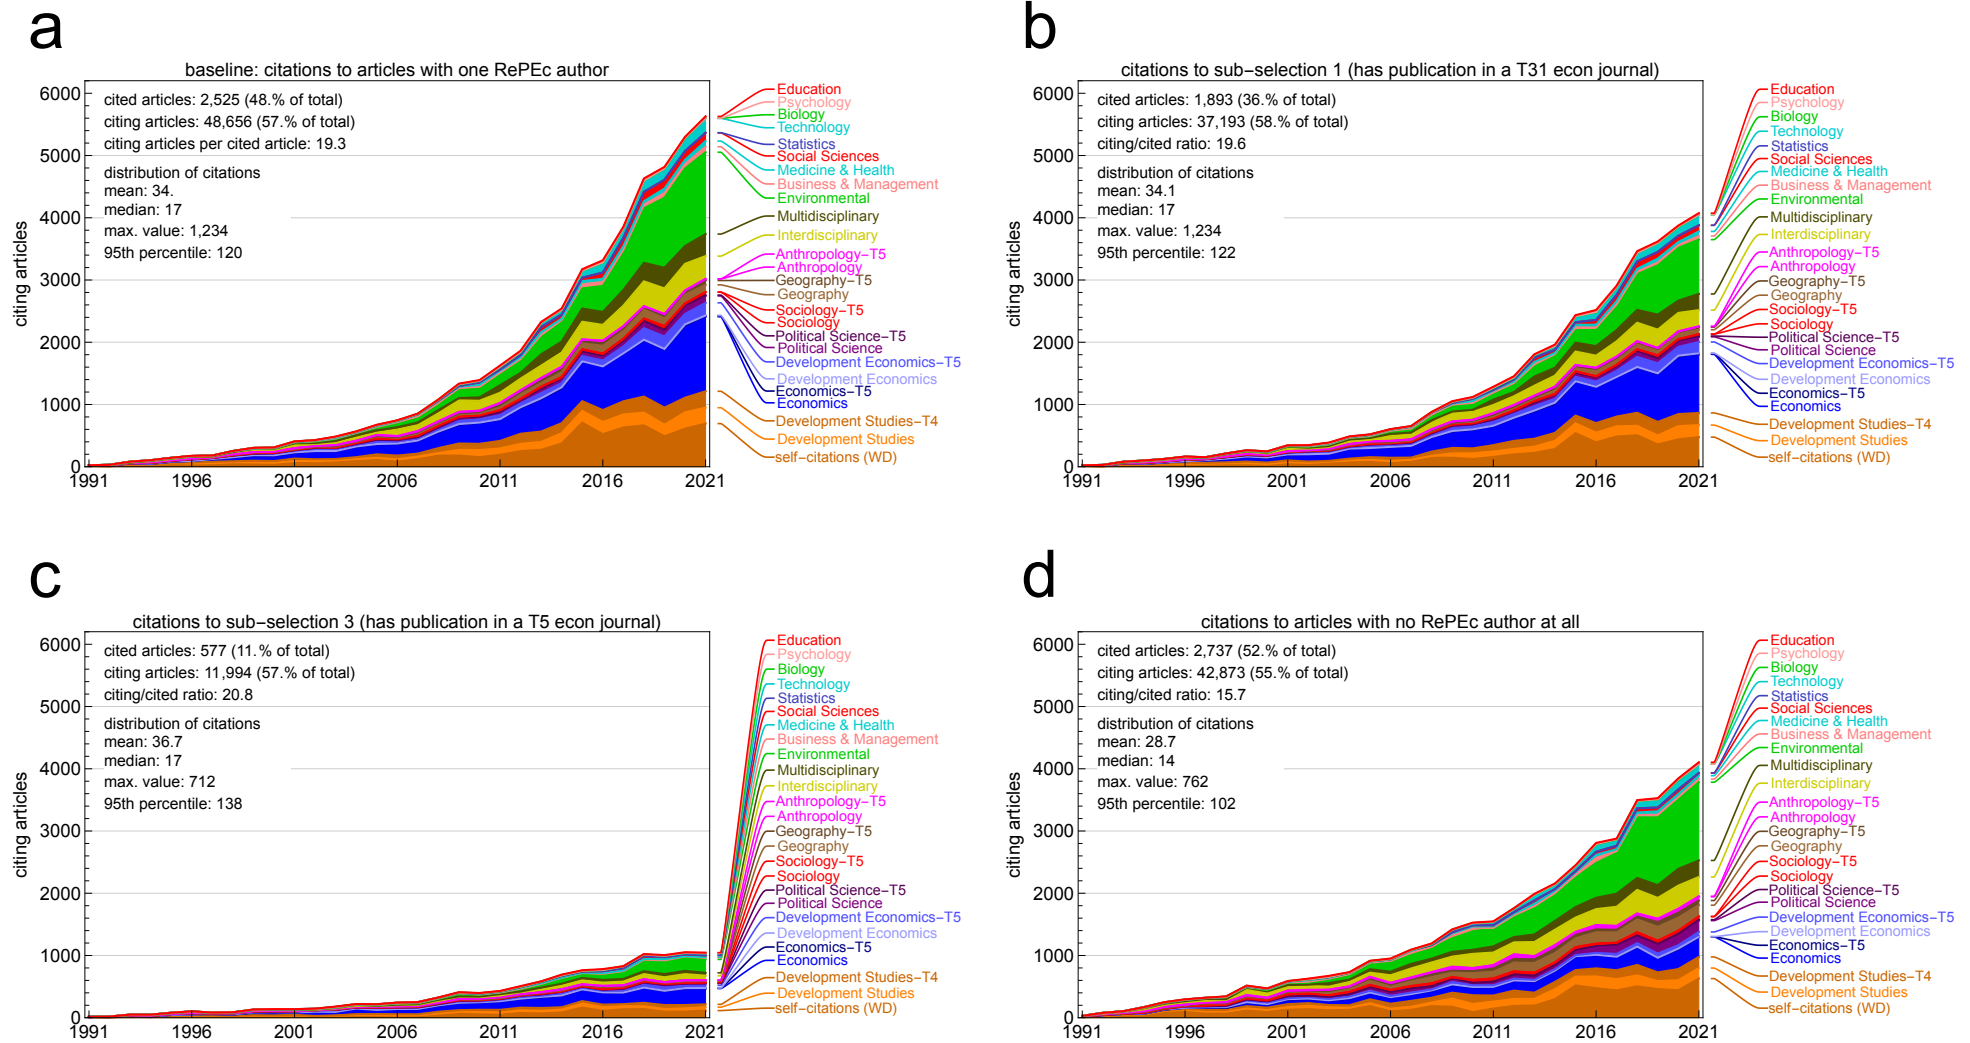 a
baseline: citations to articles with one RePEc author
cited articles: 2,525 (48.% of total)
citing articles: 48,656 (57.% of total)
citing articles per cited article: 19.3
distribution of citations
mean: 34.
median: 17
max. value: 1,234
95th percentile: 120
citing articles
6000
5000
4000
3000
2000
1000
0
1991 1996 2001 2006 2011 2016 2021
Education
Psychology
Biology
Technology
Statistics
Social Sciences
Medicine & Health
Business & Management
Environmental
Multidisciplinary
Interdisciplinary
Anthropology-T5
Anthropology
Geography-T5
Geography
Sociology-T5
Sociology
Political Science-T5
Political Science
Development Economics-T5
Development Economics
Economics-T5
Economics
Development Studies-T4
Development Studies
self-citations (WD)
b
citations to sub-selection 1 (has publication in a T31 econ journal)
cited articles: 1,893 (36.% of total)
citing articles: 37,193 (58.% of total)
citing/cited ratio: 19.6
distribution of citations
mean: 34.1
median: 17
max. value: 1,234
95th percentile: 122
citing articles
6000
5000
4000
3000
2000
1000
0
1991 1996 2001 2006 2011 2016 2021
Education
Psychology
Biology
Technology
Statistics
Social Sciences
Medicine & Health
Business & Management
Environmental
Multidisciplinary
Interdisciplinary
Anthropology-T5
Anthropology
Geography-T5
Geography
Sociology-T5
Sociology
Political Science-T5
Political Science
Development Economics-T5
Development Economics
Economics-T5
Economics
Development Studies-T4
Development Studies
self-citations (WD)
c
citations to sub-selection 3 (has publication in a T5 econ journal)
cited articles: 577 (11.% of total)
citing articles: 11,994 (57.% of total)
citing/cited ratio: 20.8
distribution of citations
mean: 36.7
median: 17
max. value: 712
95th percentile: 138
citing articles
6000
5000
4000
3000
2000
1000
0
1991 1996 2001 2006 2011 2016 2021
Education
Psychology
Biology
Technology
Statistics
Social Sciences
Medicine & Health
Business & Management
Environmental
Multidisciplinary
Interdisciplinary
Anthropology-T5
Anthropology
Geography-T5
Geography
Sociology-T5
Sociology
Political Science-T5
Political Science
Development Economics-T5
Development Economics
Economics-T5
Economics
Development Studies-T4
Development Studies
self-citations (WD)
d
citations to articles with no RePEc author at all
cited articles: 2,737 (52.% of total)
citing articles: 42,873 (55.% of total)
citing/cited ratio: 15.7
distribution of citations
mean: 28.7
median: 14
max. value: 762
95th percentile: 102
citing articles
6000
5000
4000
3000
2000
1000
0
1991 1996 2001 2006 2011 2016 2021
Education
Psychology
Biology
Technology
Statistics
Social Sciences
Medicine & Health
Business & Management
Environmental
Multidisciplinary
Interdisciplinary
Anthropology-T5
Anthropology
Geography-T5
Geography
Sociology-T5
Sociology
Political Science-T5
Political Science
Development Economics-T5
Development Economics
Economics-T5
Economics
Development Studies-T4
Development Studies
self-citations (WD)